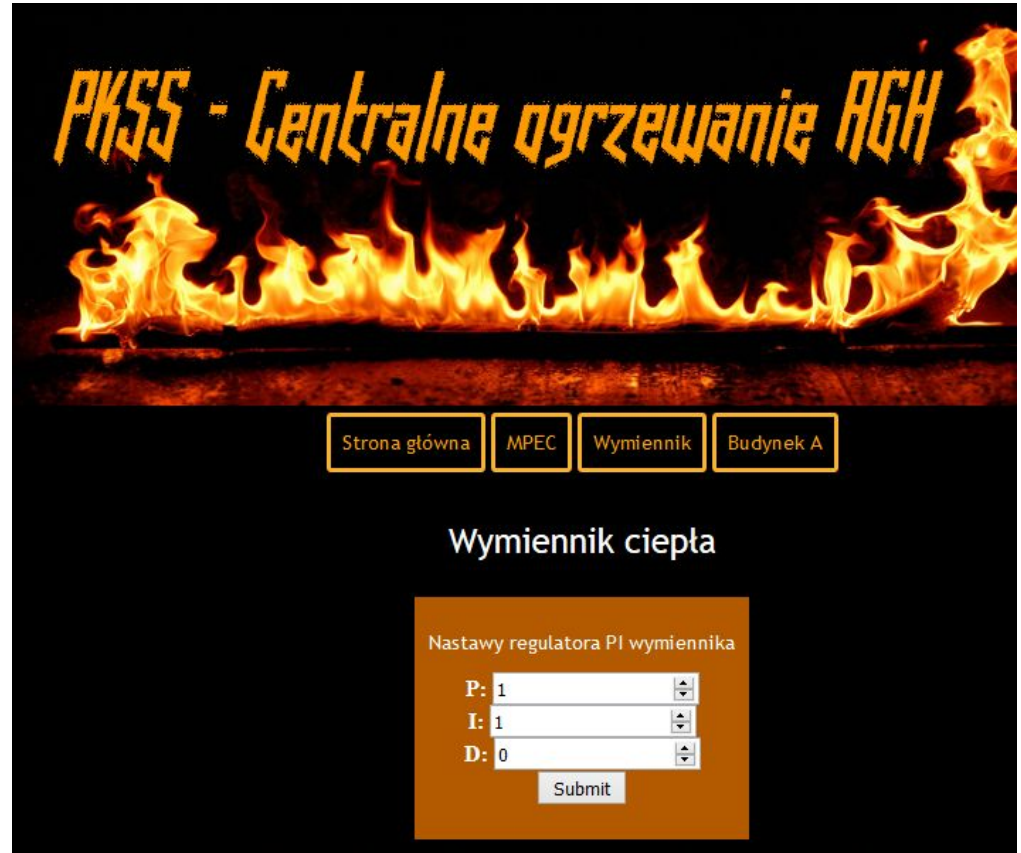 PKSS - Centralne ogrzewanie AGH
Strona główna MPEC Wymiennik Budynek A
Wymiennik ciepła
Nastawy regulatora PI wymiennika
P: 1
I: 1
D: 0
Submit